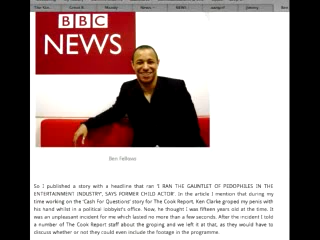 BBC
NEWS
Ben Fellows
So I published a story with a headline that ran 'I RAN THE GAUNTLET OF PEDOPHILES IN THE
ENTERTAINMENT INDUSTRY', SAYS FORMER CHILD ACTOR'. In the article I mention that during my
time working on the 'Cash For Questions' story for The Cook Report, Ken Clarke groped my penis with
his hand whilst in a political lobbyist's office. Now, he thought I was fifteen years old at the time. It
was an unpleasant incident for me which lasted no more than a few seconds. After the incident I told
a number of The Cook Report staff about the groping and we left it at that, as they would have to
discuss whether or not they could even include the footage in the programme.